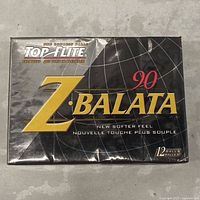 TOP FLITE
90
Z·BALATA
NEW SOFTER FEEL
NOUVELLE TOUCHE PLUS SOUPLE
12